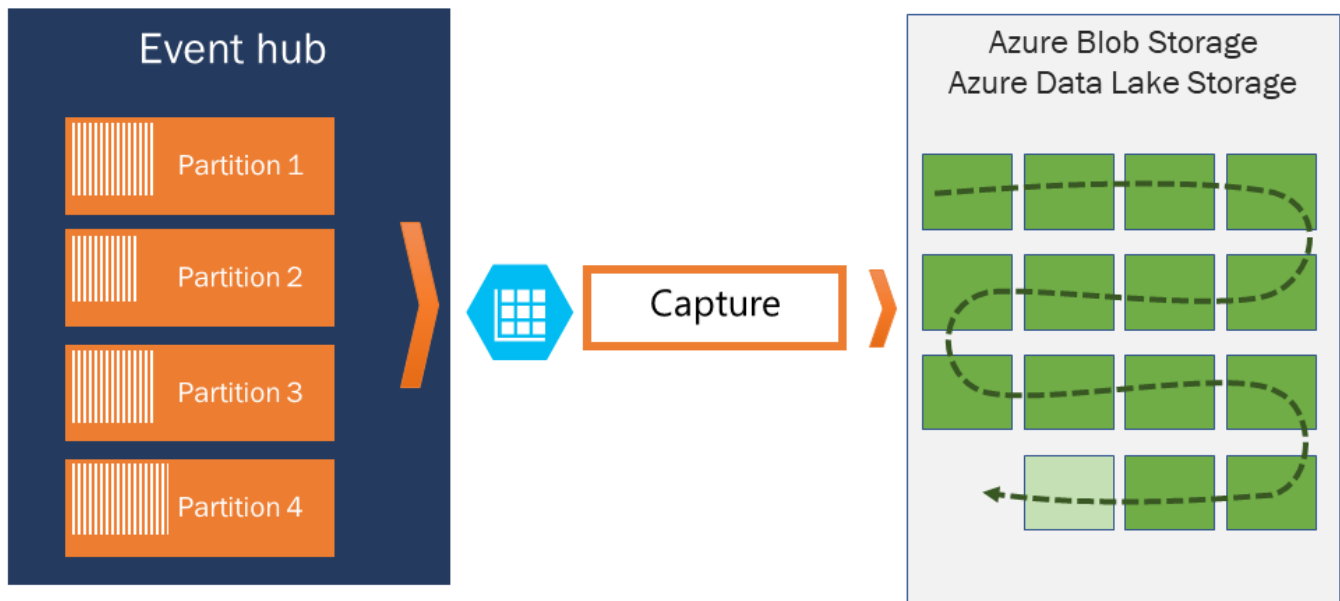 Event hub
Partition 1
Partition 2
Partition 3
Partition 4
Capture
Azure Blob Storage
Azure Data Lake Storage